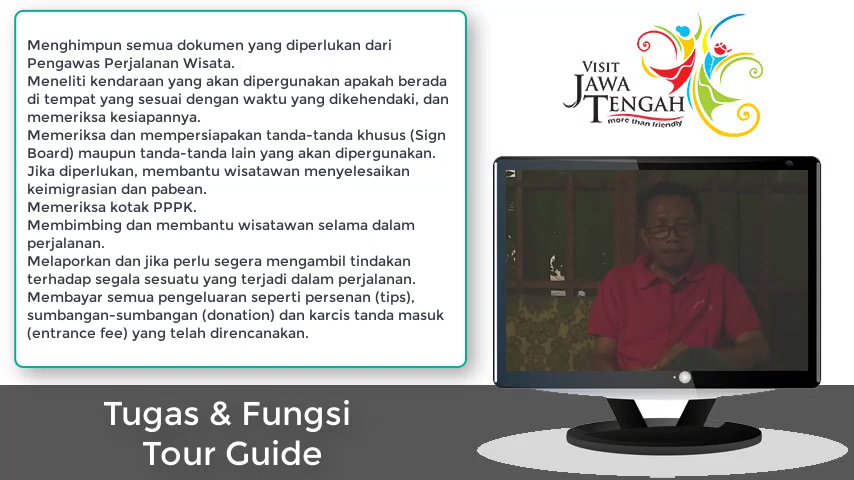 Menghimpun semua dokumen yang diperlukan dari
Pengawas Perjalanan Wisata.
Meneliti kendaraan yang akan dipergunakan apakah berada
di tempat yang sesuai dengan waktu yang dikehendaki, dan
memeriksa kesiapannya.
Memeriksa dan mempersiapakan tanda-tanda khusus (Sign
Board) maupun tanda-tanda lain yang akan dipergunakan.
Jika diperlukan, membantu wisatawan menyelesaikan
keimigrasian dan pabean.
Memeriksa kotak PPPK.
Membimbing dan membantu wisatawan selama dalam
perjalanan.
Melaporkan dan jika perlu segera mengambil tindakan
terhadap segala sesuatu yang terjadi dalam perjalanan.
Membayar semua pengeluaran seperti persenan (tips),
sumbangan-sumbangan (donation) dan karcis tanda masuk
(entrance fee) yang telah direncanakan.
VISIT
JAWA
TENGAH
more than friendly
Tugas & Fungsi
Tour Guide